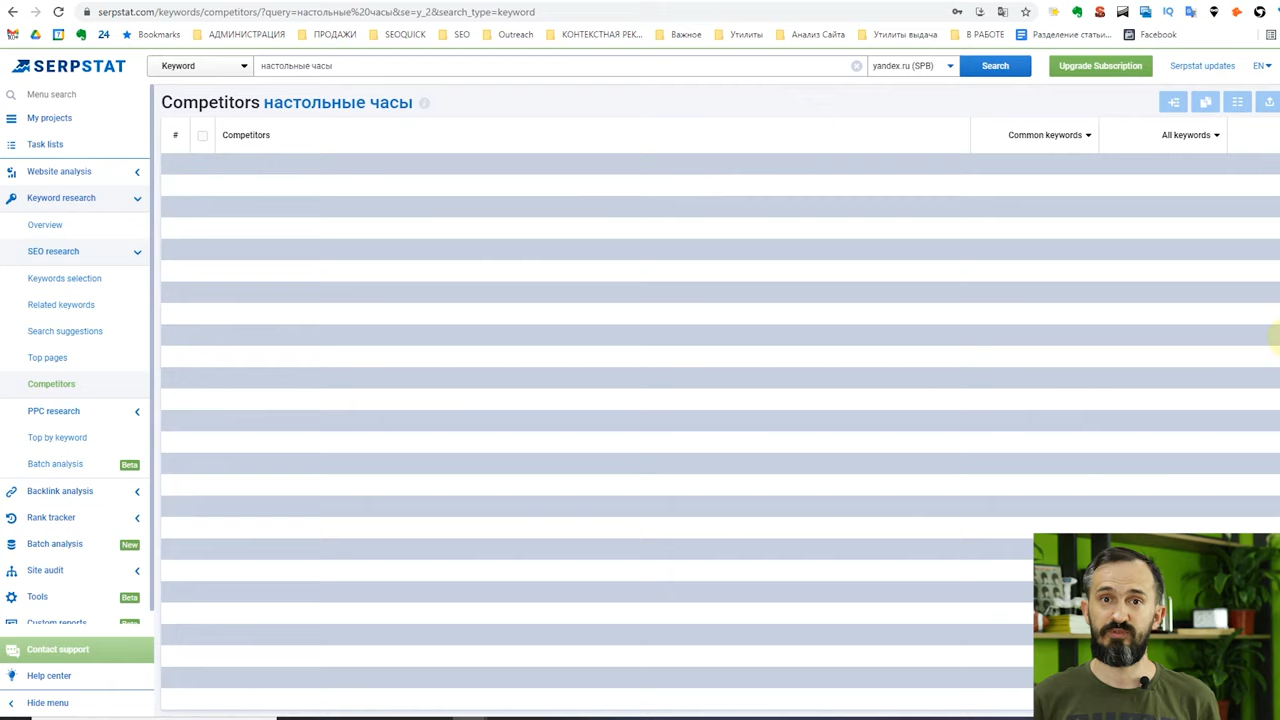 serpstat.com/keywords/competitors/?query=настольные%20часы&se=y_2&search_type=keyword
24 Bookmarks АДМИНИСТРАЦИЯ ПРОДАЖИ SEOQUICK SEO Outreach КОНТЕКСТНАЯ РЕК... Важное Утилиты Анализ Сайта Утилиты выдача В РАБОТЕ Разделение статьи... Facebook
SERPSTAT Keyword настольные часы yandex.ru (SPB) Search Upgrade Subscription Serpstat updates EN
Menu search
My projects
Task lists
Website analysis
Keyword research
Overview
SEO research
Keywords selection
Related keywords
Search suggestions
Top pages
Competitors
PPC research
Top by keyword
Batch analysis Beta
Backlink analysis
Rank tracker
Batch analysis New
Site audit
Tools Beta
Custom reports Beta
Contact support
Help center
Hide menu
Competitors настольные часы
# Competitors Common keywords All keywords